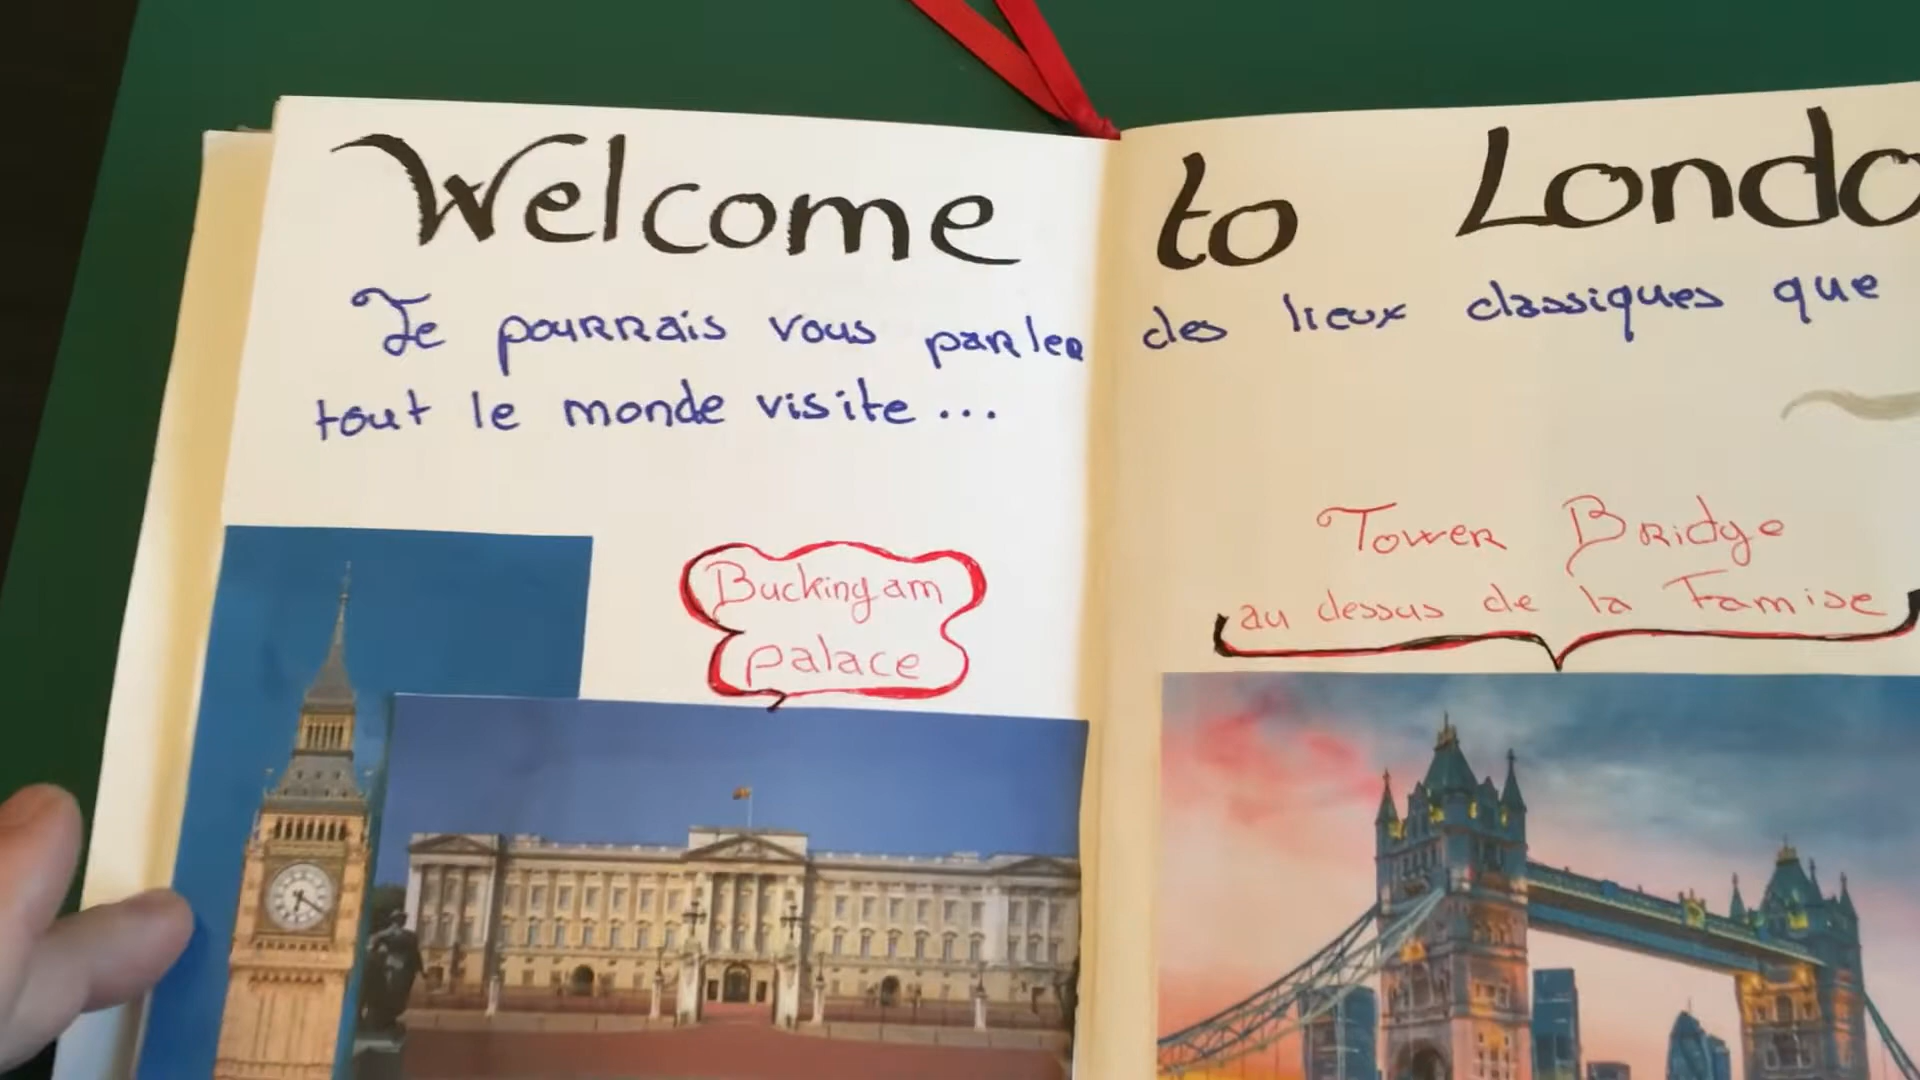 Welcome to Londo
Je pourrais vous parler des lieux classiques que
tout le monde visite...
Buckingam
palace
Tower Bridge
au dessus de la Tamise